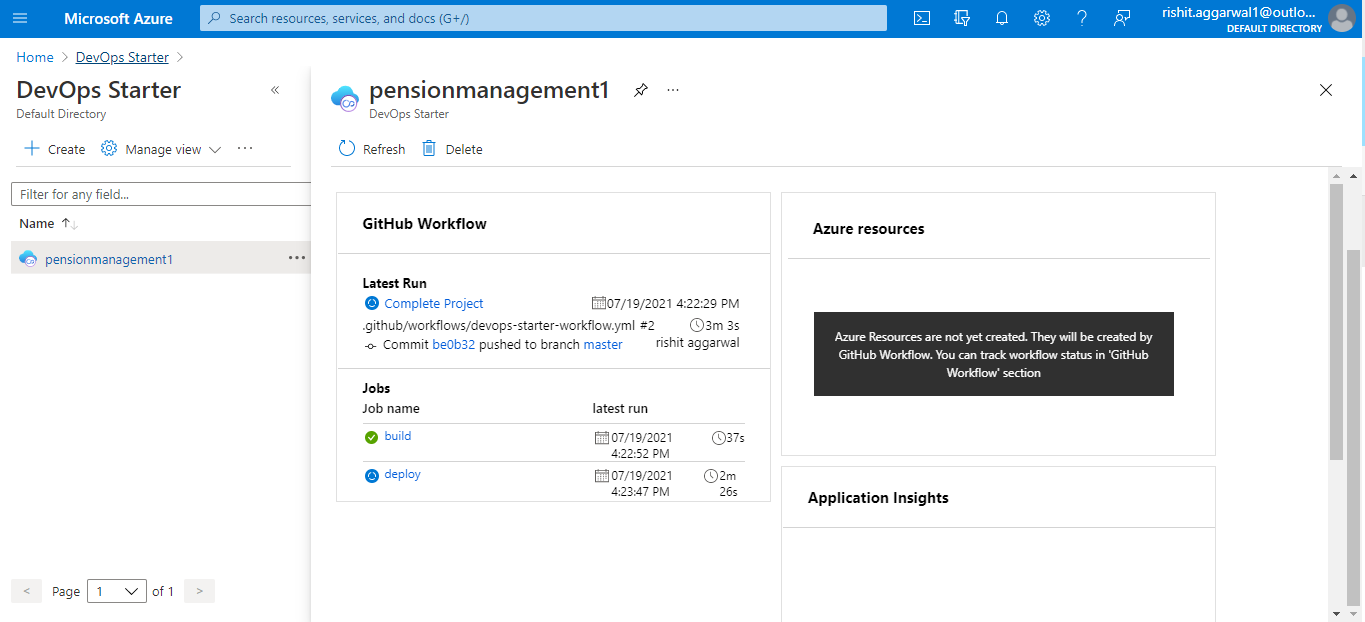 Microsoft Azure
Search resources, services, and docs (G+/)
rishit.aggarwal1@outlo...
DEFAULT DIRECTORY
Home > DevOps Starter >
DevOps Starter
Default Directory
Create Manage view ...
Filter for any field...
Name
pensionmanagement1
< Page 1 of 1 >
pensionmanagement1
DevOps Starter
Refresh Delete
GitHub Workflow
Latest Run
Complete Project 07/19/2021 4:22:29 PM
.github/workflows/devops-starter-workflow.yml #2 3m 3s
Commit be0b32 pushed to branch master rishit aggarwal
Jobs
Job name latest run
build 07/19/2021 37s
4:22:52 PM
deploy 07/19/2021 2m
4:23:47 PM 26s
Azure resources
Azure Resources are not yet created. They will be created by
GitHub Workflow. You can track workflow status in 'GitHub
Workflow' section
Application Insights